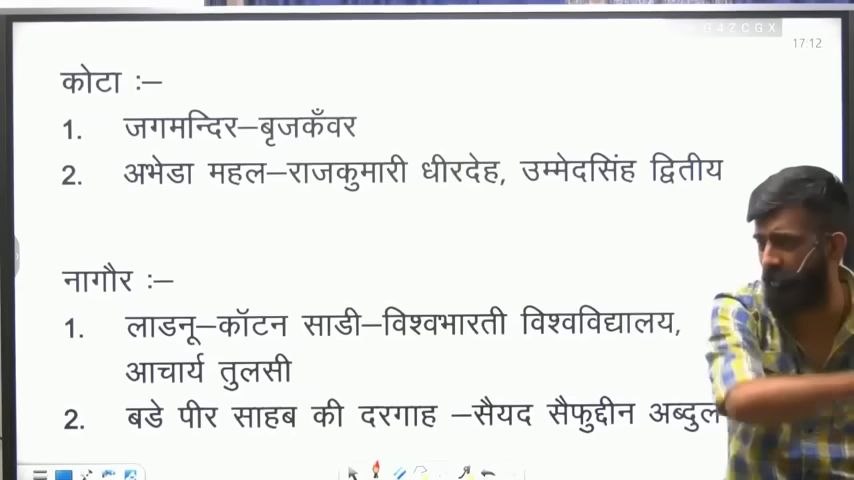 G4ZCGX
17:12
कोटा :–
1. जगमन्दिर–बृजकँवर
2. अभेडा महल–राजकुमारी धीरदेह, उम्मेदसिंह द्वितीय
नागौर :–
1. लाडनू–कॉटन साडी–विश्वभारती विश्वविद्यालय,
आचार्य तुलसी
2. बडे पीर साहब की दरगाह –सैयद सैफुद्दीन अब्दुल